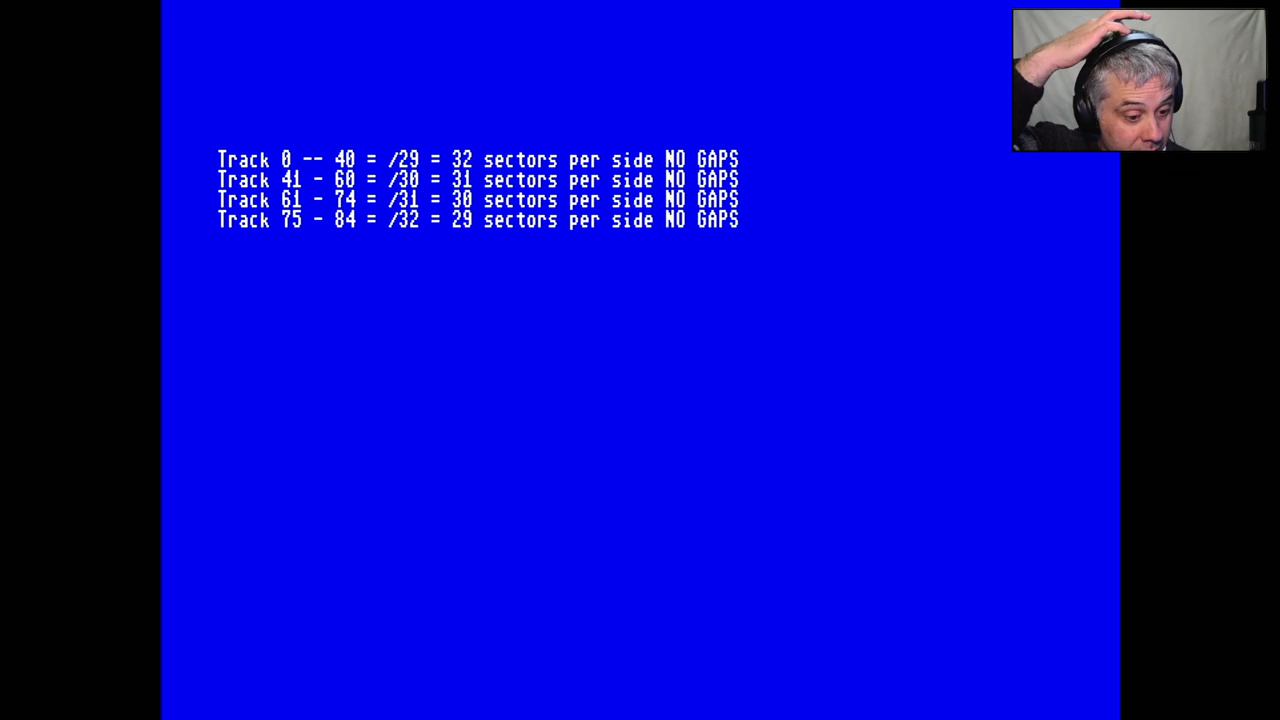 Track 0 -- 40 = /29 = 32 sectors per side NO GAPS
Track 41 - 60 = /30 = 31 sectors per side NO GAPS
Track 61 - 74 = /31 = 30 sectors per side NO GAPS
Track 75 - 84 = /32 = 29 sectors per side NO GAPS